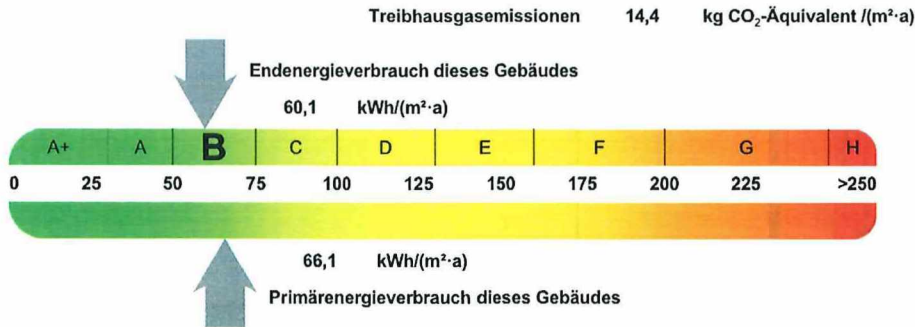 Treibhausgasemissionen 14,4 kg CO₂-Äquivalent /(m²·a)
Endenergieverbrauch dieses Gebäudes
60,1 kWh/(m²·a)
A+ A B C D E F G H
0 25 50 75 100 125 150 175 200 225 >250
66,1 kWh/(m²·a)
Primärenergieverbrauch dieses Gebäudes